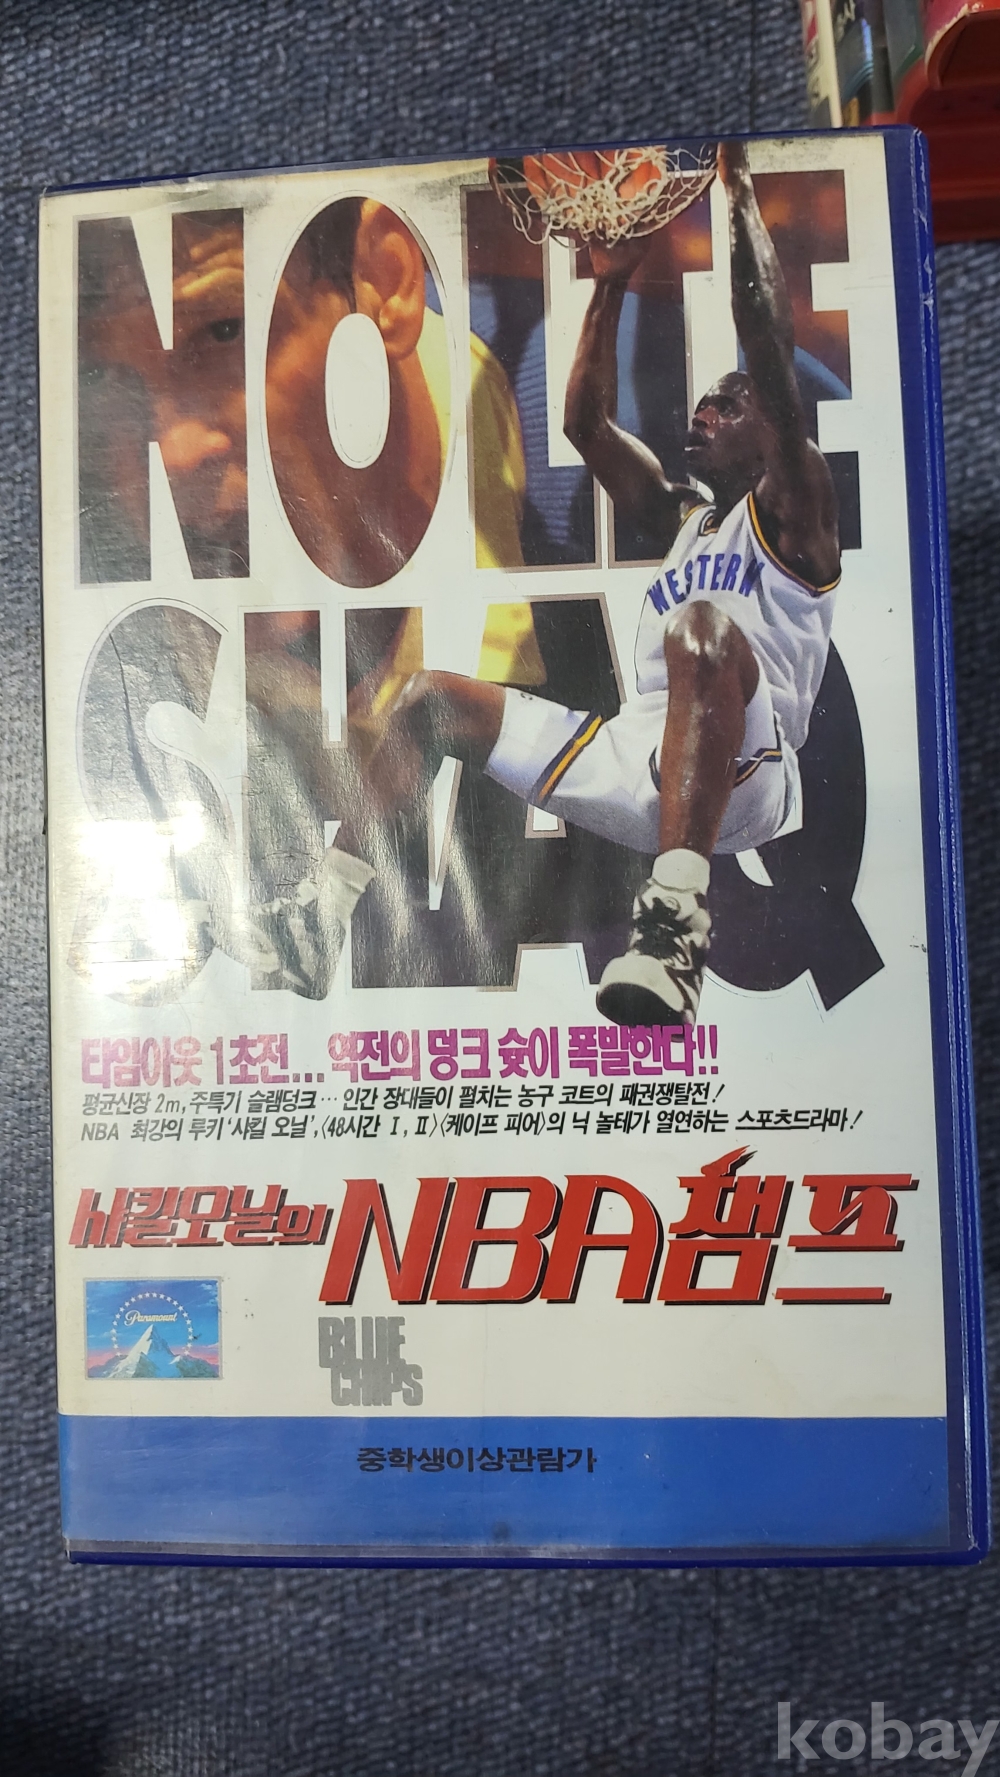 NOLTE
SHAQ
WESTERN
타임아웃 1초전... 역전의 덩크 슛이 폭발한다!!
평균신장 2m, 주특기 슬램덩크… 인간 장대들이 펼치는 농구 코트의 패권쟁탈전!
NBA 최강의 루키 '샤킬 오닐', 〈48시간 I, II〉〈케이프 피어〉의 닉 놀테가 열연하는 스포츠드라마!
샤킬오닐의 NBA캠프
Paramount
BLUE
CHIPS
중학생이상관람가
kobay